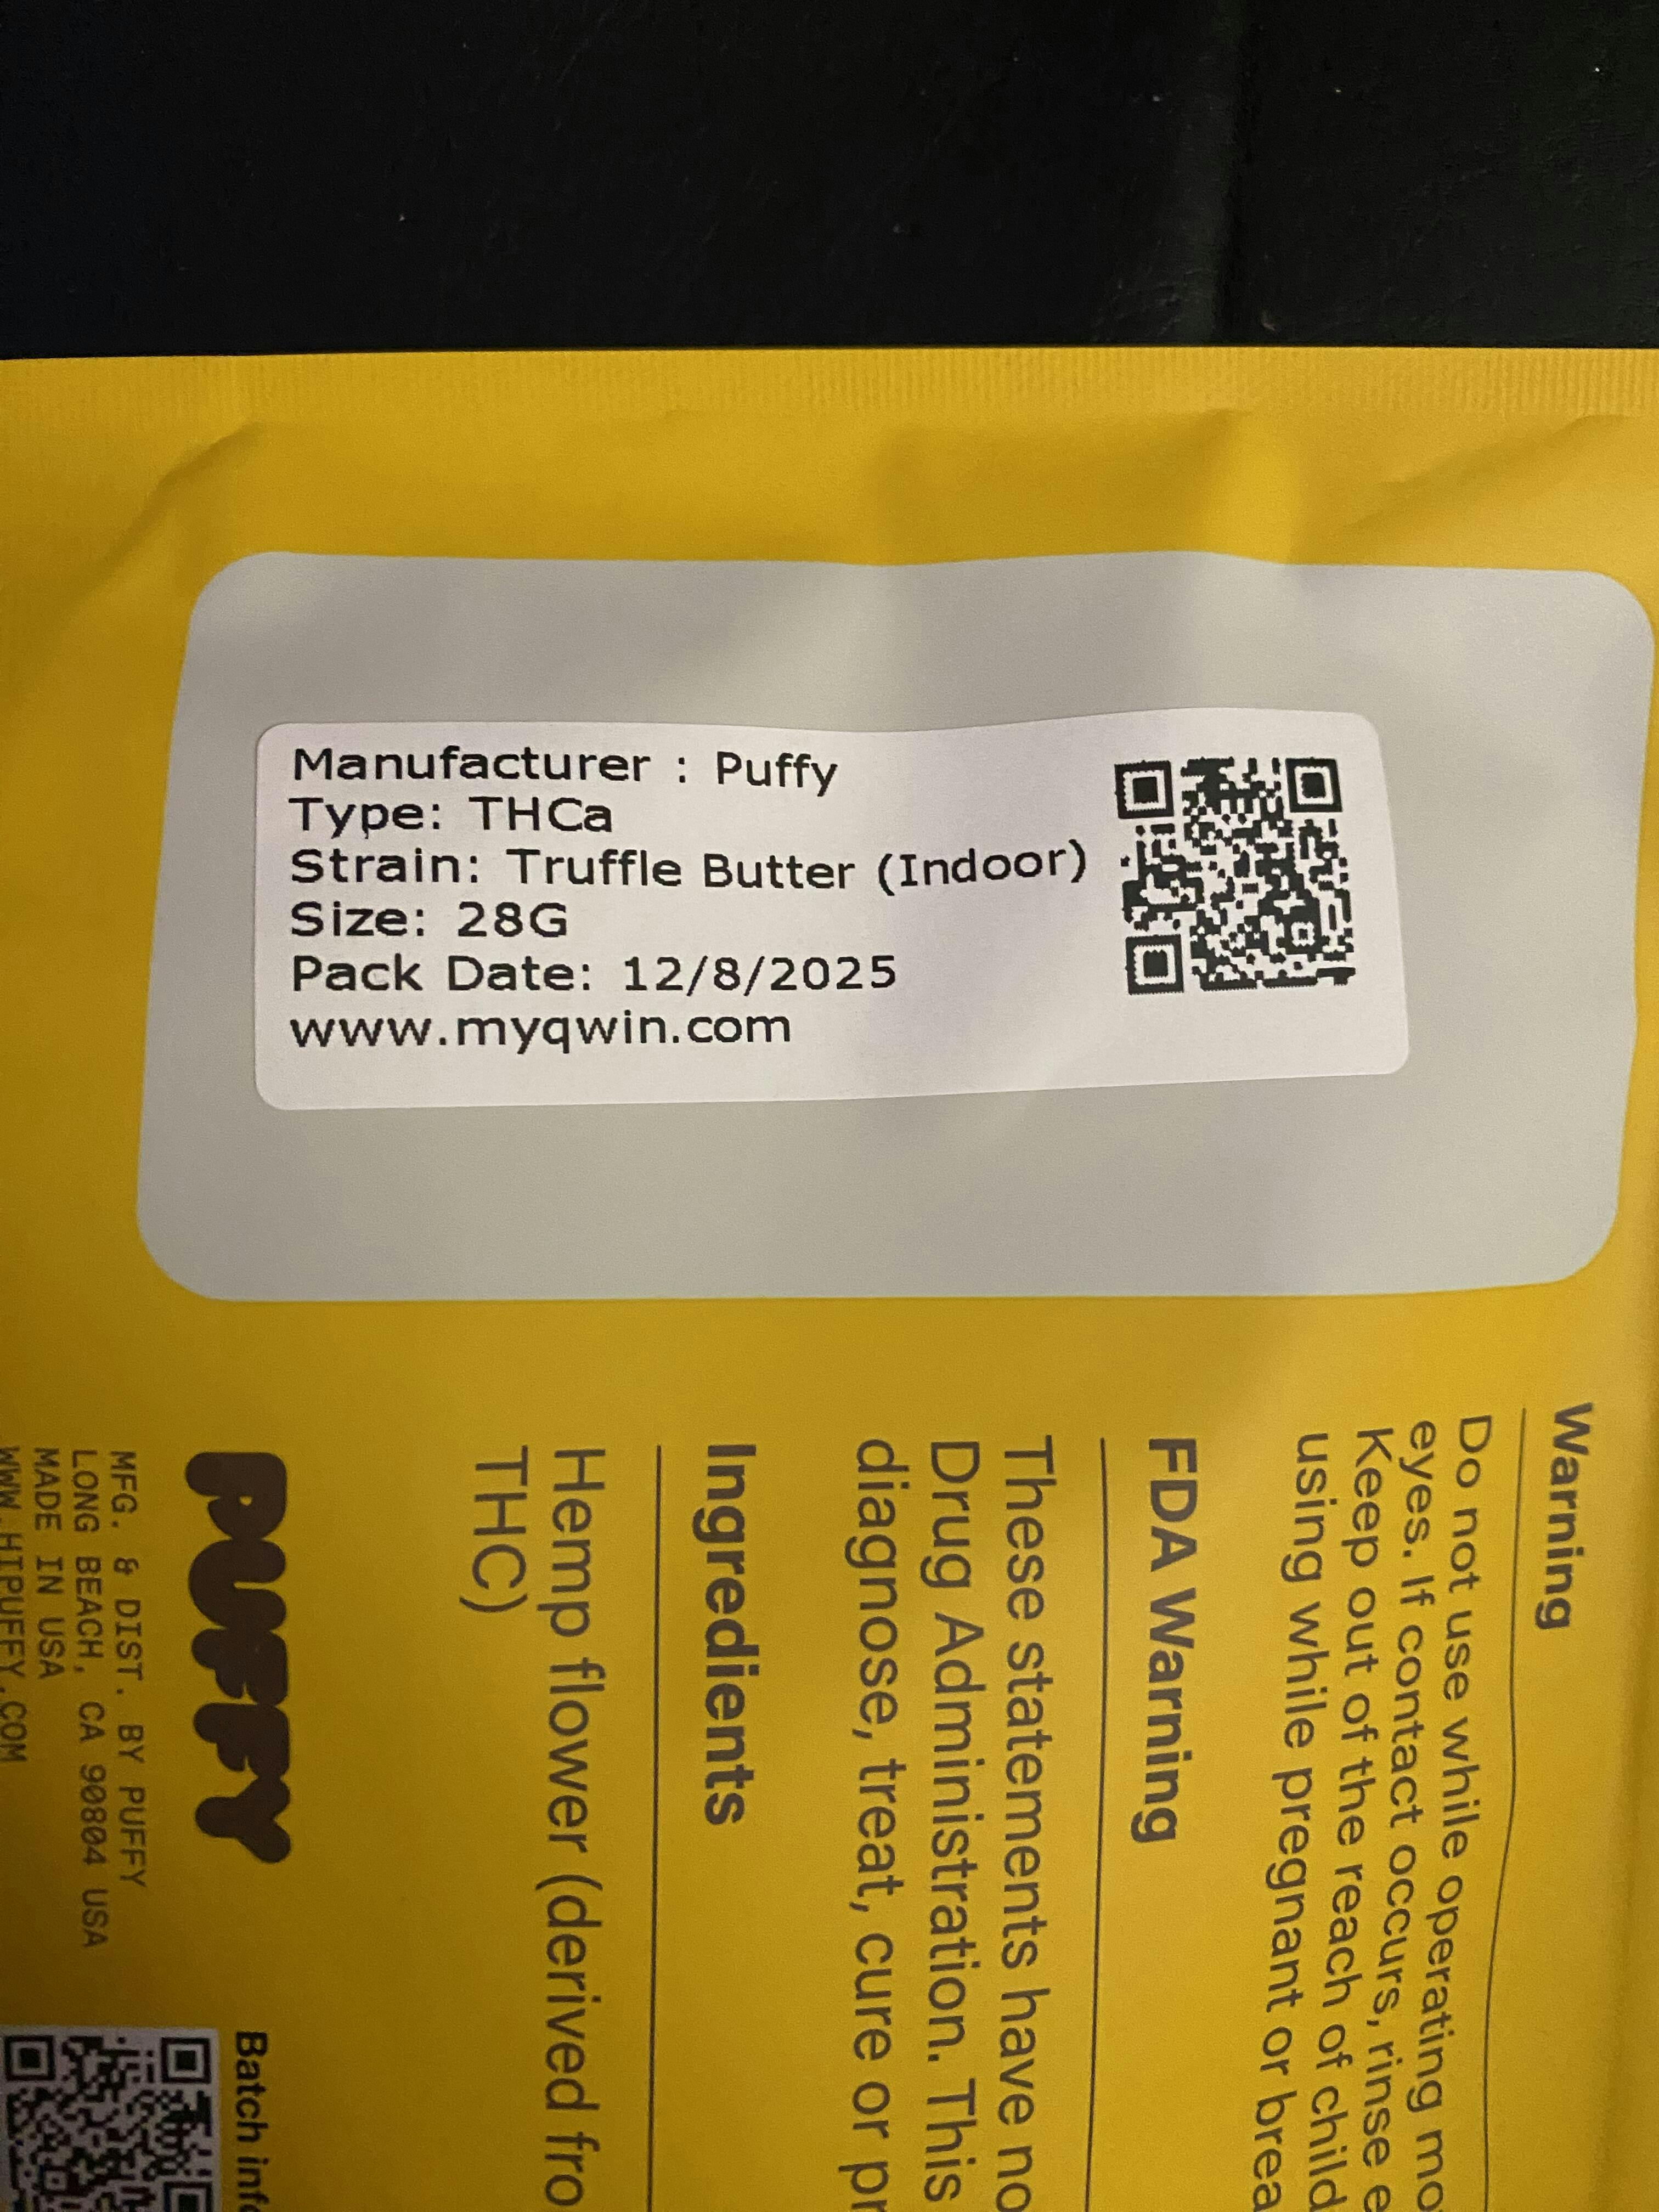 Manufacturer : Puffy
Type: THCa
Strain: Truffle Butter (Indoor)
Size: 28G
Pack Date: 12/8/2025
www.myqwin.com
Warning
Do not use while operating
eyes. If contact occurs, rinse
Keep out of the reach of
using while pregnant or
FDA Warning
These statements have
Drug Administration. This
diagnose, treat, cure or
Ingredients
Hemp flower (derived
THC)
PUFFY
MFG. & DIST. BY PUFFY
LONG BEACH, CA 90804 USA
MADE IN USA
WWW.HIPUFFY.COM
Batch